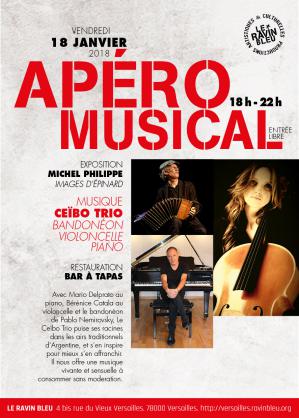 VENDREDI
18 JANVIER
2018
LE RAVIN BLEU
PRODUCTIONS ARTISTIQUES & CULTURELLES
APÉRO
18h-22h
MUSICAL
ENTRÉE
LIBRE
EXPOSITION
MICHEL PHILIPPE
IMAGES D'ÉPINARD
MUSIQUE
CEÏBO TRIO
BANDONÉON
VIOLONCELLE
PIANO
RESTAURATION
BAR À TAPAS
Avec Mario Delprato au
piano, Bérénice Catala au
violoncelle et le bandonéon
de Pablo Nemirovsky, Le
Ceïbo Trio puise ses racines
dans les airs traditionnels
d'Argentine, et s'en inspire
pour mieux s'en affranchir.
Il nous offre une musique
vivante et sensuelle à
consommer sans modération.
LE RAVIN BLEU 4 bis rue du Vieux Versailles. 78000 Versailles. http://versailles.ravinbleu.org